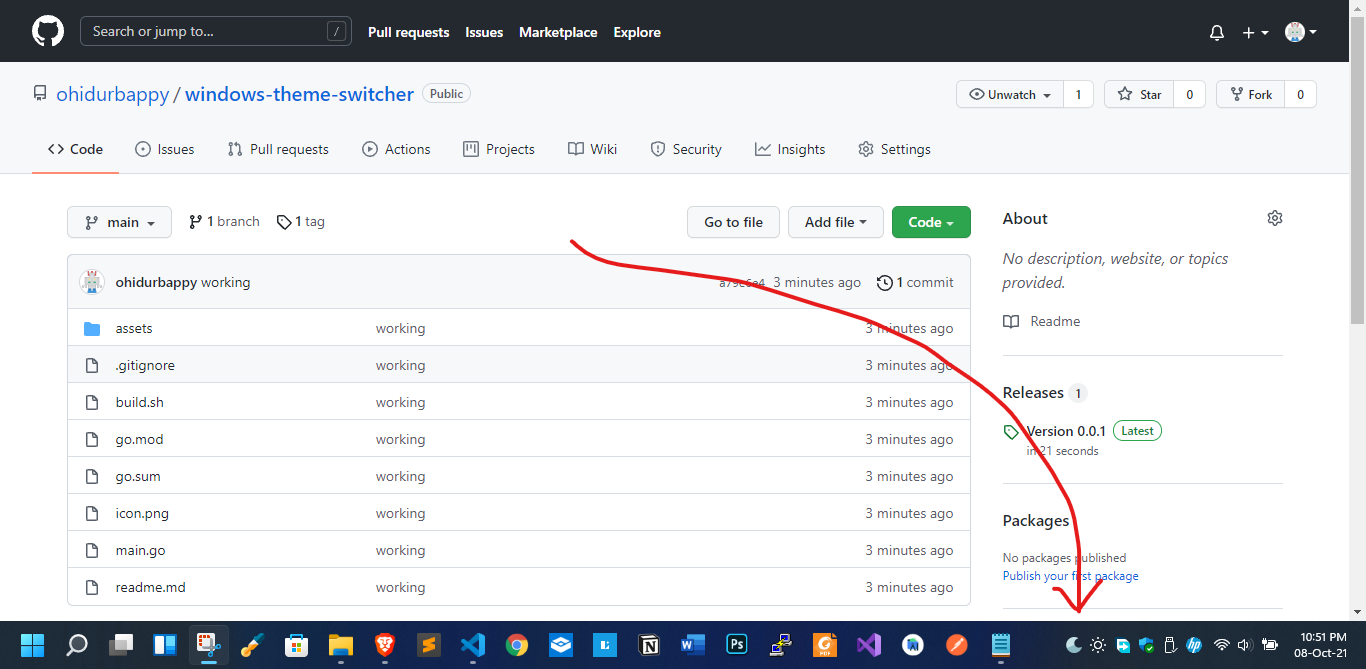 Search or jump to... /
Pull requests Issues Marketplace Explore
ohidurbappy / windows-theme-switcher Public
Unwatch 1 Star 0 Fork 0
Code Issues Pull requests Actions Projects Wiki Security Insights Settings
main 1 branch 1 tag Go to file Add file Code
ohidurbappy working 3 minutes ago 1 commit
assets working 3 minutes ago
.gitignore working 3 minutes ago
build.sh working 3 minutes ago
go.mod working 3 minutes ago
go.sum working 3 minutes ago
icon.png working 3 minutes ago
main.go working 3 minutes ago
readme.md working 3 minutes ago
About
No description, website, or topics
provided.
Readme
Releases 1
Version 0.0.1 Latest
in 21 seconds
Packages
No packages published
Publish your first package
Ps
PDF
hp
10:51 PM
08-Oct-21